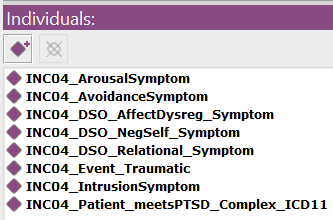 Individuals:
INC04_ArousalSymptom
INC04_AvoidanceSymptom
INC04_DSO_AffectDysreg_Symptom
INC04_DSO_NegSelf_Symptom
INC04_DSO_Relational_Symptom
INC04_Event_Traumatic
INC04_IntrusionSymptom
INC04_Patient_meetsPTSD_Complex_ICD11